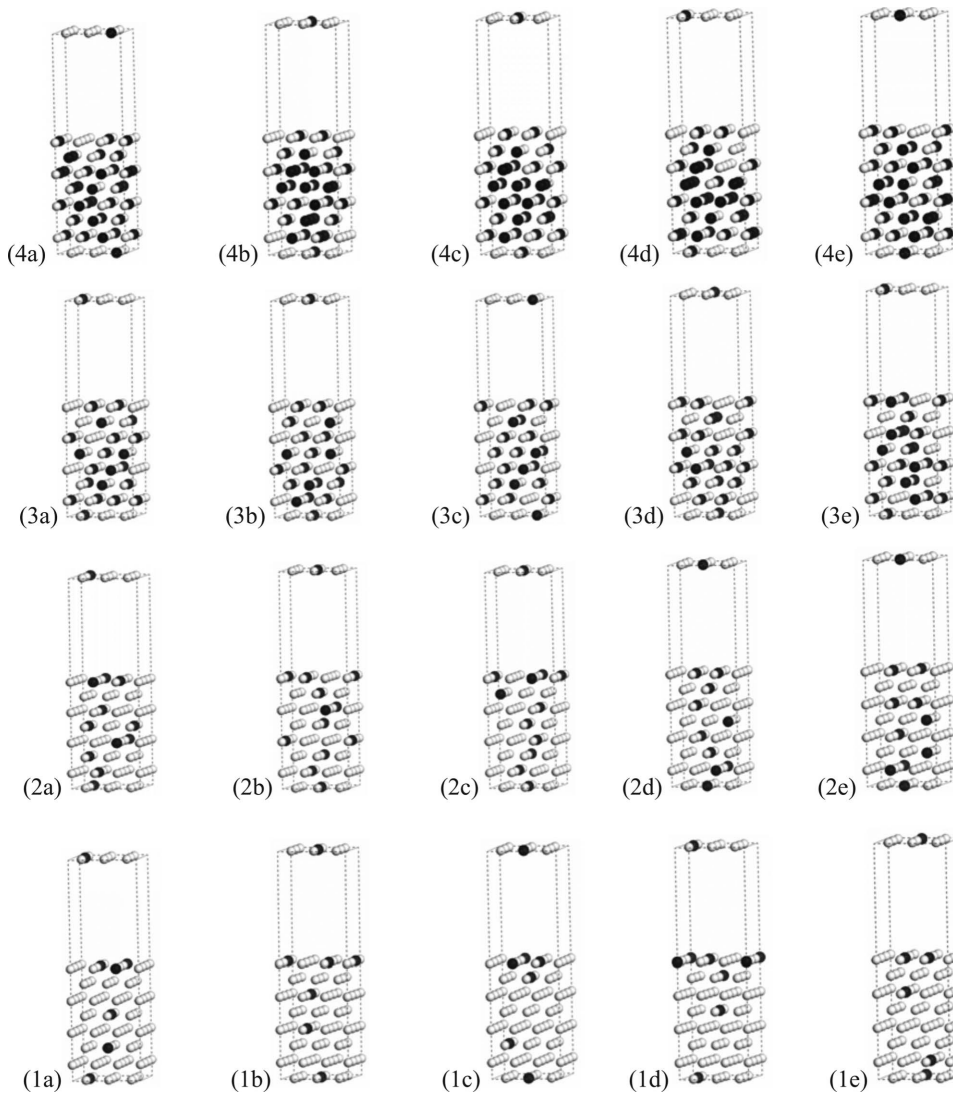 (4a) (4b) (4c) (4d) (4e)
(3a) (3b) (3c) (3d) (3e)
(2a) (2b) (2c) (2d) (2e)
(1a) (1b) (1c) (1d) (1e)